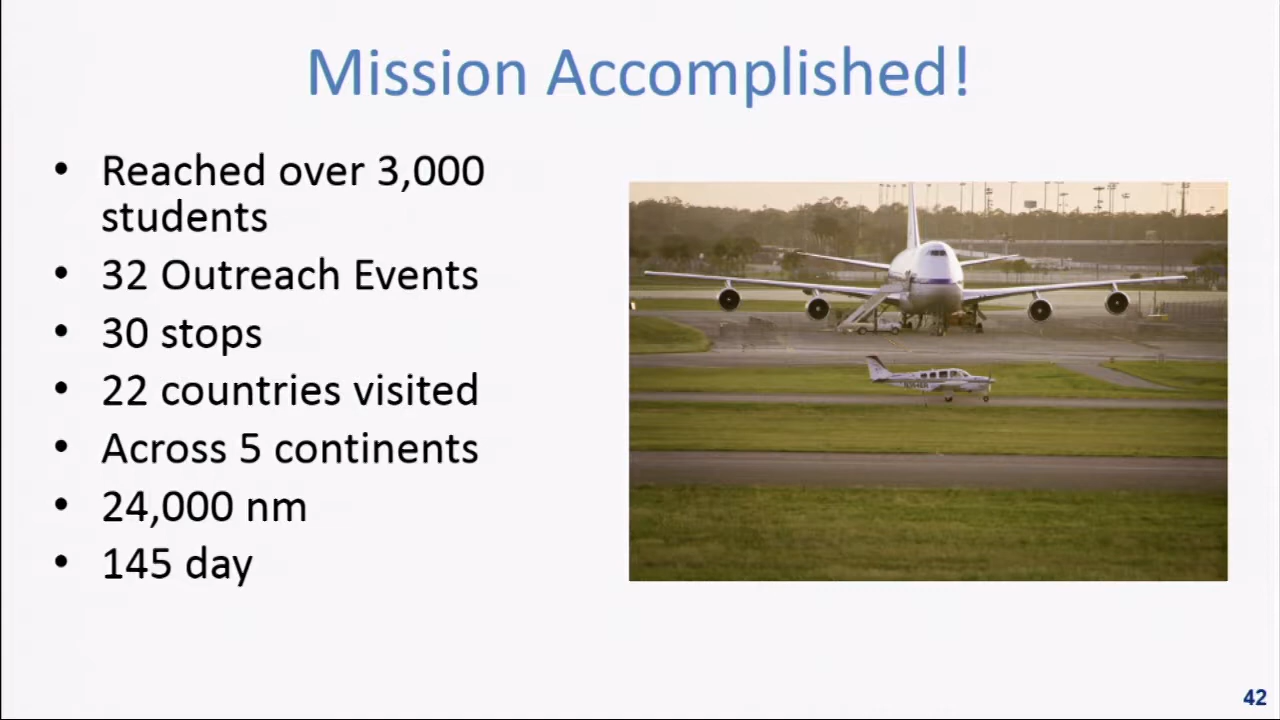 Mission Accomplished!
• Reached over 3,000
students
• 32 Outreach Events
• 30 stops
• 22 countries visited
• Across 5 continents
• 24,000 nm
• 145 day
42